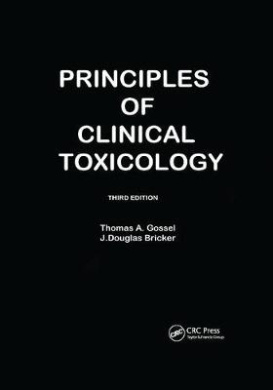 PRINCIPLES
OF
CLINICAL
TOXICOLOGY
THIRD EDITION
Thomas A. Gossel
J.Douglas Bricker
CRC Press
Taylor & Francis Group